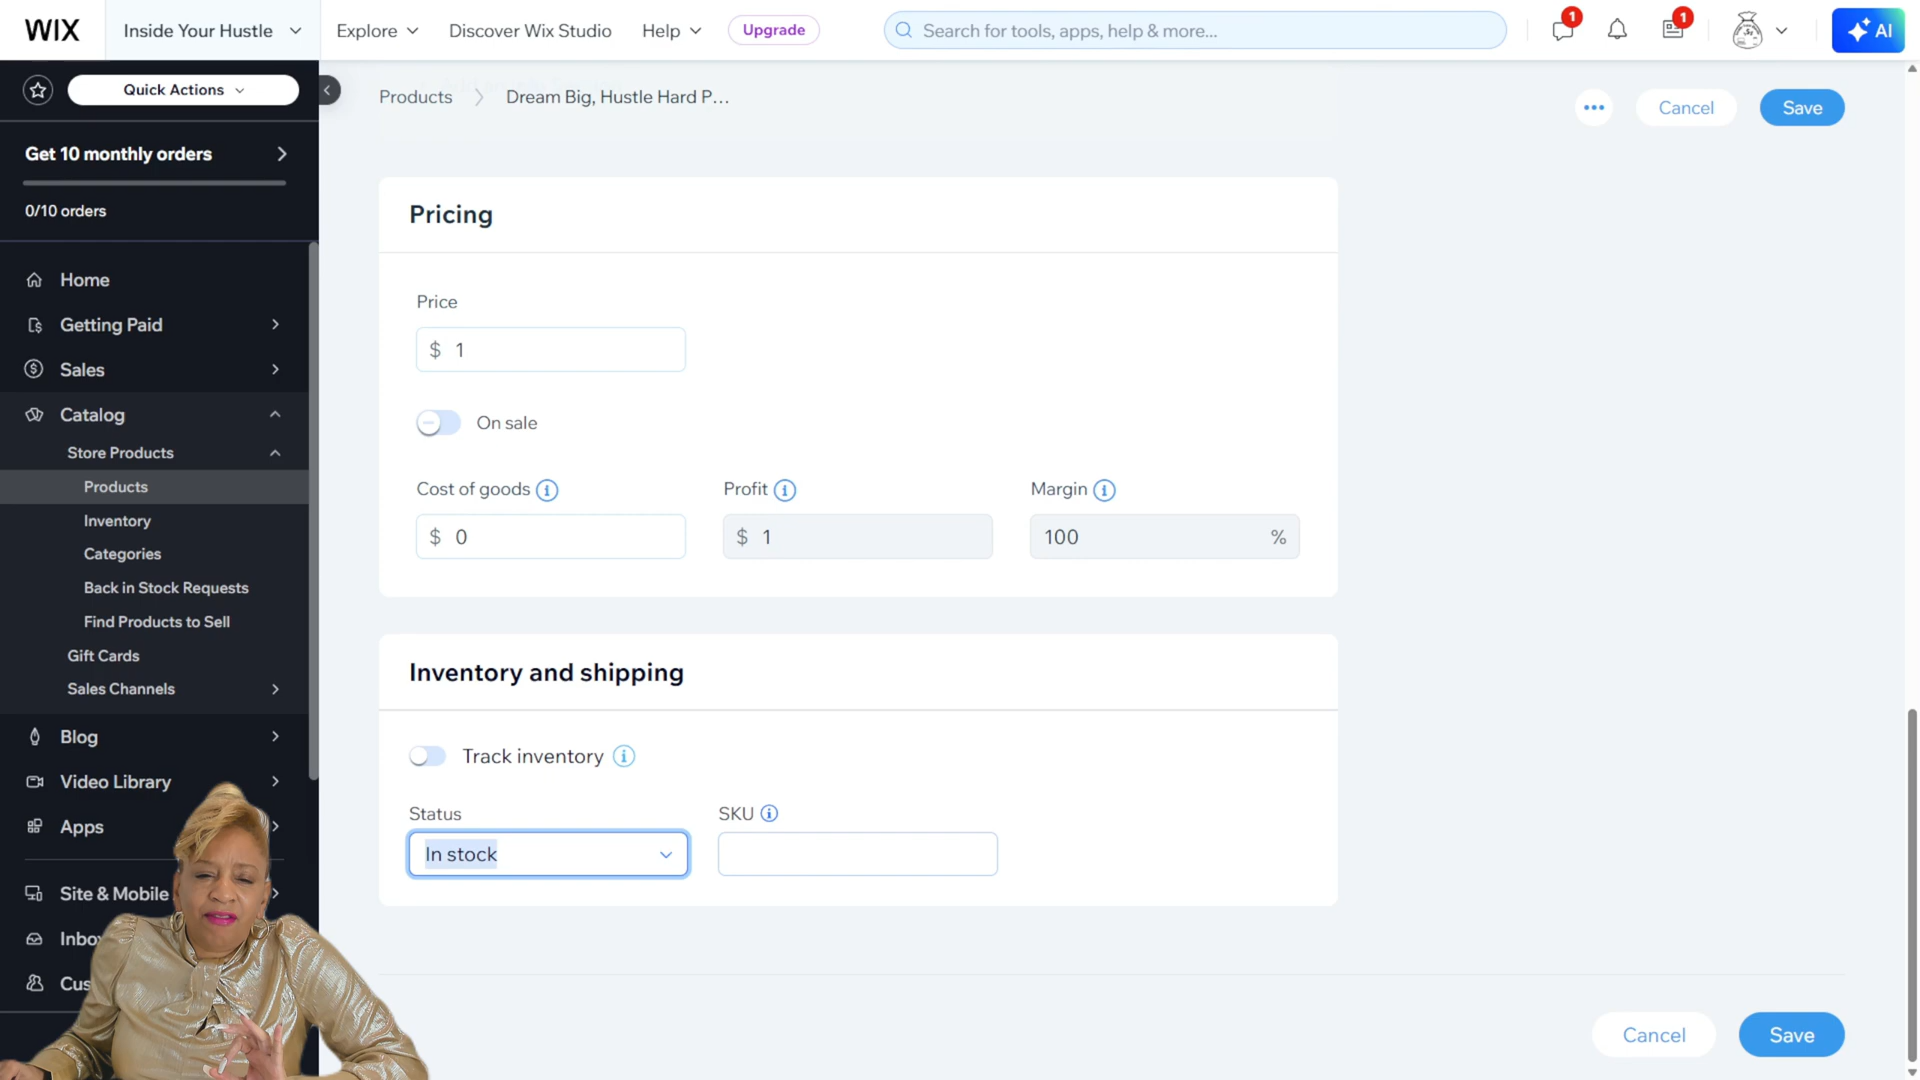 WIX
Inside Your Hustle
Explore
Discover Wix Studio
Help
Upgrade
Search for tools, apps, help & more...
1
1
AI
Quick Actions
Get 10 monthly orders
0/10 orders
Home
Getting Paid
Sales
Catalog
Store Products
Products
Inventory
Categories
Back in Stock Requests
Find Products to Sell
Gift Cards
Sales Channels
Blog
Video Library
Apps
Site & Mobile
Products
Dream Big, Hustle Hard P...
Cancel
Save
Pricing
Price
$ 1
On sale
Cost of goods
Profit
Margin
$ 0
$ 1
100 %
Inventory and shipping
Track inventory
Status
SKU
In stock
Cancel
Save